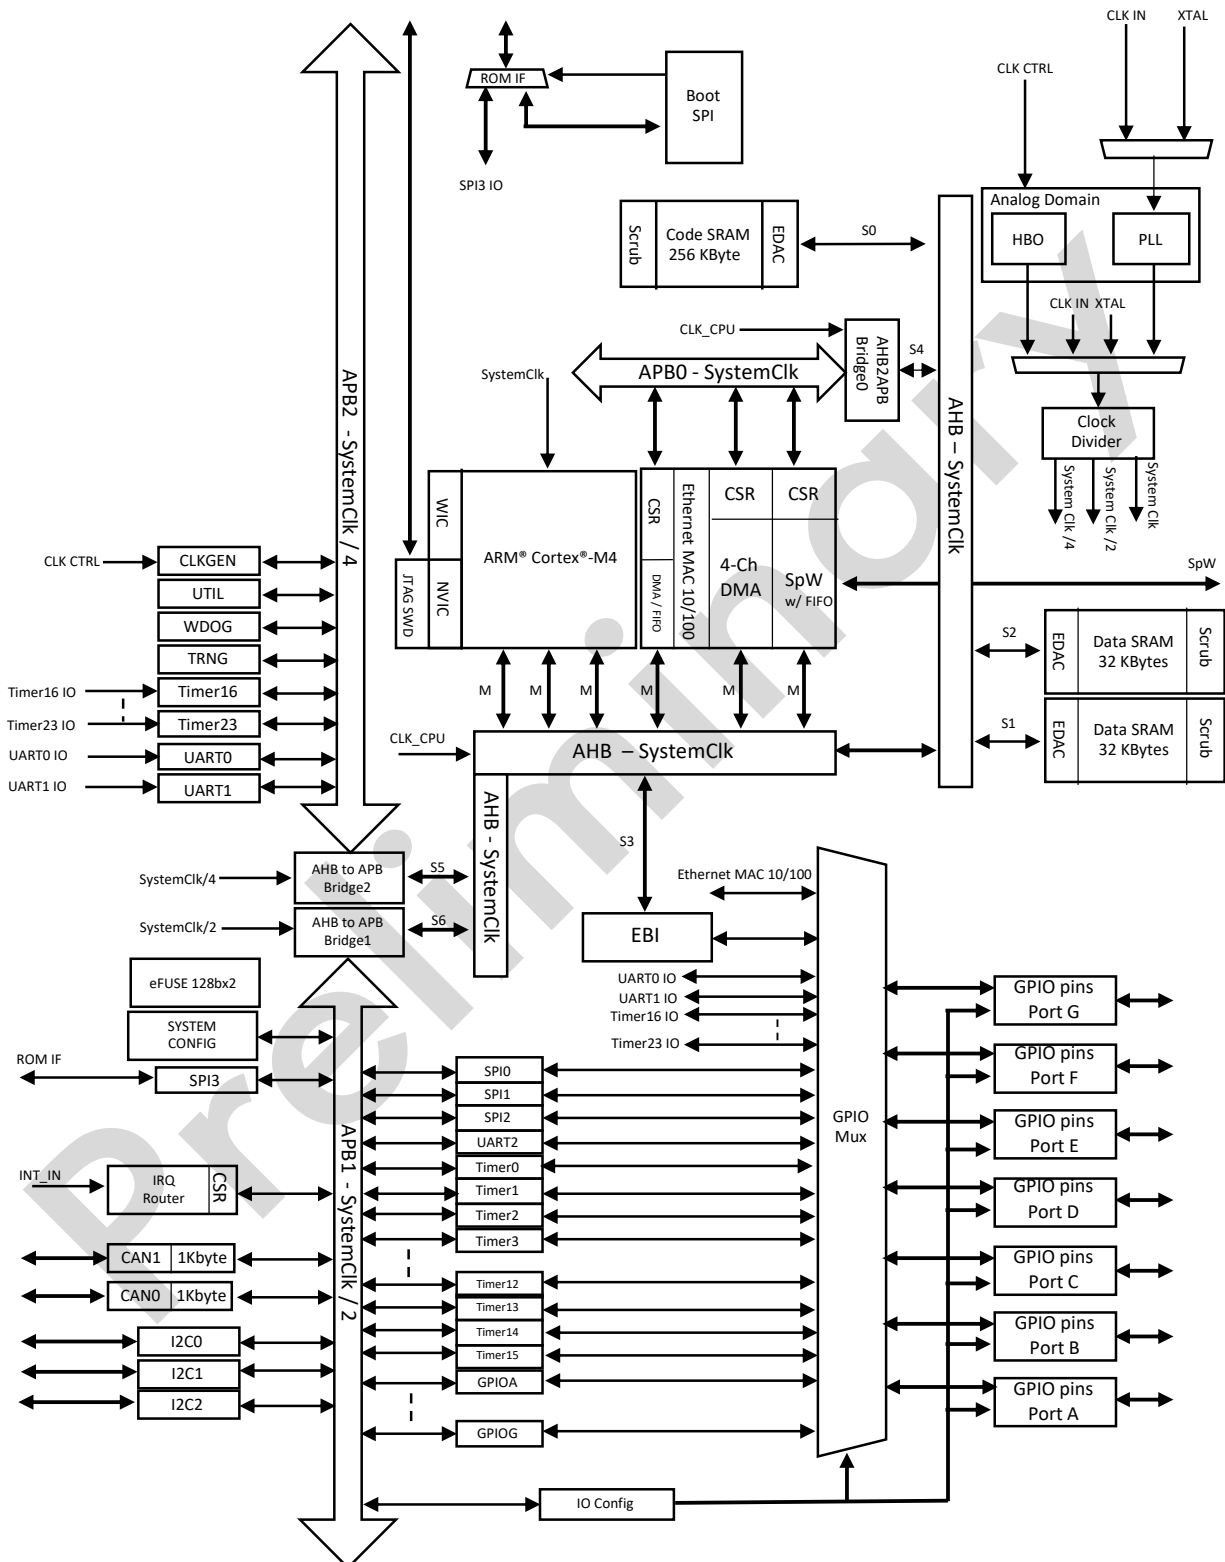 CLK IN
XTAL
CLK CTRL
ROM IF
Boot
SPI
SPI3 IO
Analog Domain
HBO
PLL
CLK IN
XTAL
Clock
Divider
System Clk /4
System Clk /2
System Clk
Scrub
Code SRAM
256 KByte
EDAC
S0
CLK_CPU
AHB2APB
Bridge0
S4
APB0 - SystemClk
SystemClk
AHB – SystemClk
APB2 - SystemClk / 4
WIC
NVIC
JTAG SWD
ARM® Cortex®-M4
CSR
DMA / FIFO
Ethernet MAC 10/100
CSR
4-Ch
DMA
CSR
SpW
w/ FIFO
SpW
CLK CTRL
CLKGEN
UTIL
WDOG
TRNG
Timer16 IO
Timer16
Timer23 IO
Timer23
UART0 IO
UART0
UART1 IO
UART1
S2
EDAC
Data SRAM
32 KBytes
Scrub
S1
EDAC
Data SRAM
32 KBytes
Scrub
M
M
M
M
M
M
CLK_CPU
AHB – SystemClk
AHB - SystemClk
S3
SystemClk/4
AHB to APB
Bridge2
S5
SystemClk/2
AHB to APB
Bridge1
S6
Ethernet MAC 10/100
EBI
UART0 IO
UART1 IO
Timer16 IO
Timer23 IO
eFUSE 128bx2
SYSTEM
CONFIG
ROM IF
SPI3
APB1 - SystemClk / 2
INT_IN
IRQ
Router
CSR
CAN1
1Kbyte
CAN0
1Kbyte
I2C0
I2C1
I2C2
SPI0
SPI1
SPI2
UART2
Timer0
Timer1
Timer2
Timer3
Timer12
Timer13
Timer14
Timer15
GPIOA
GPIOG
IO Config
GPIO
Mux
GPIO pins
Port G
GPIO pins
Port F
GPIO pins
Port E
GPIO pins
Port D
GPIO pins
Port C
GPIO pins
Port B
GPIO pins
Port A
Preliminary